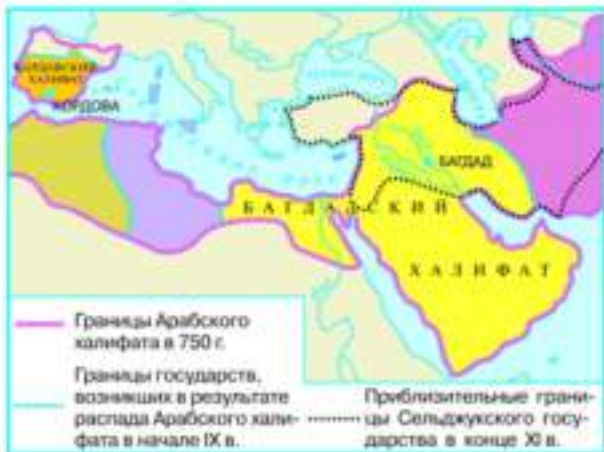 КОРДОВСКИЙ
ХАЛИФАТ
КОРДОВА
БАГДАД
БАГДАДСКИЙ
ХАЛИФАТ
Границы Арабского
халифата в 750 г.
Границы государств,
возникших в результате
распада Арабского хали-
фата в начале IX в.
Приблизительные грани-
цы Сельджукского госу-
дарства в конце XI в.